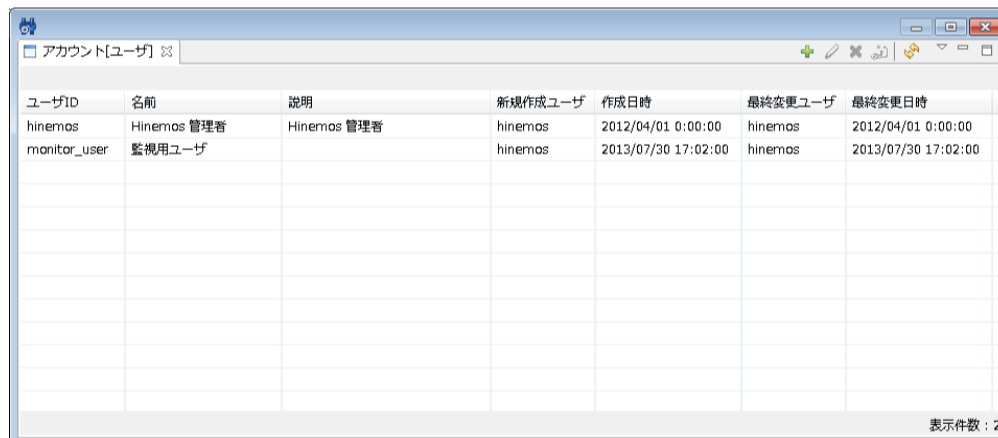 アカウント[ユーザ]
ユーザID 名前 説明 新規作成ユーザ 作成日時 最終変更ユーザ 最終変更日時
hinemos Hinemos 管理者 Hinemos 管理者 hinemos 2012/04/01 0:00:00 hinemos 2012/04/01 0:00:00
monitor_user 監視用ユーザ hinemos 2013/07/30 17:02:00 hinemos 2013/07/30 17:02:00
表示件数 : 2